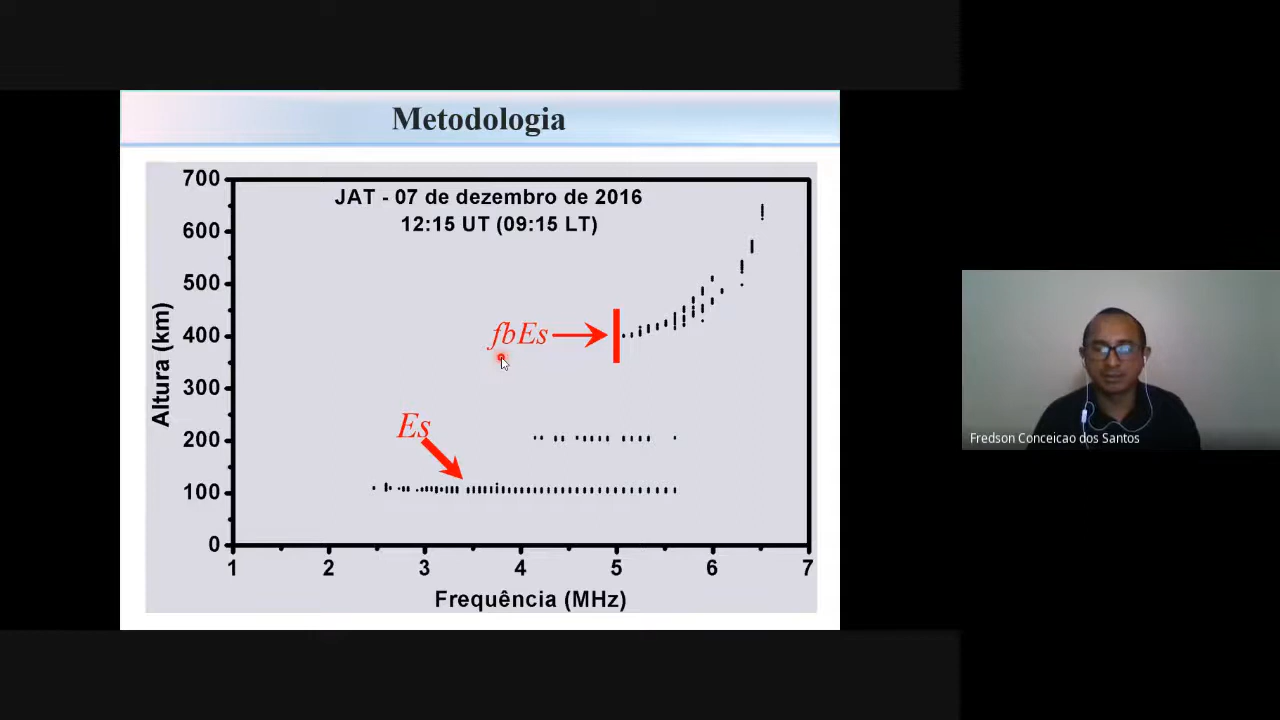 Metodologia
JAT - 07 de dezembro de 2016
12:15 UT (09:15 LT)
700
600
500
400
300
200
100
0
Altura (km)
fbEs
Es
1 2 3 4 5 6 7
Frequência (MHz)
Fredson Conceicao dos Santos